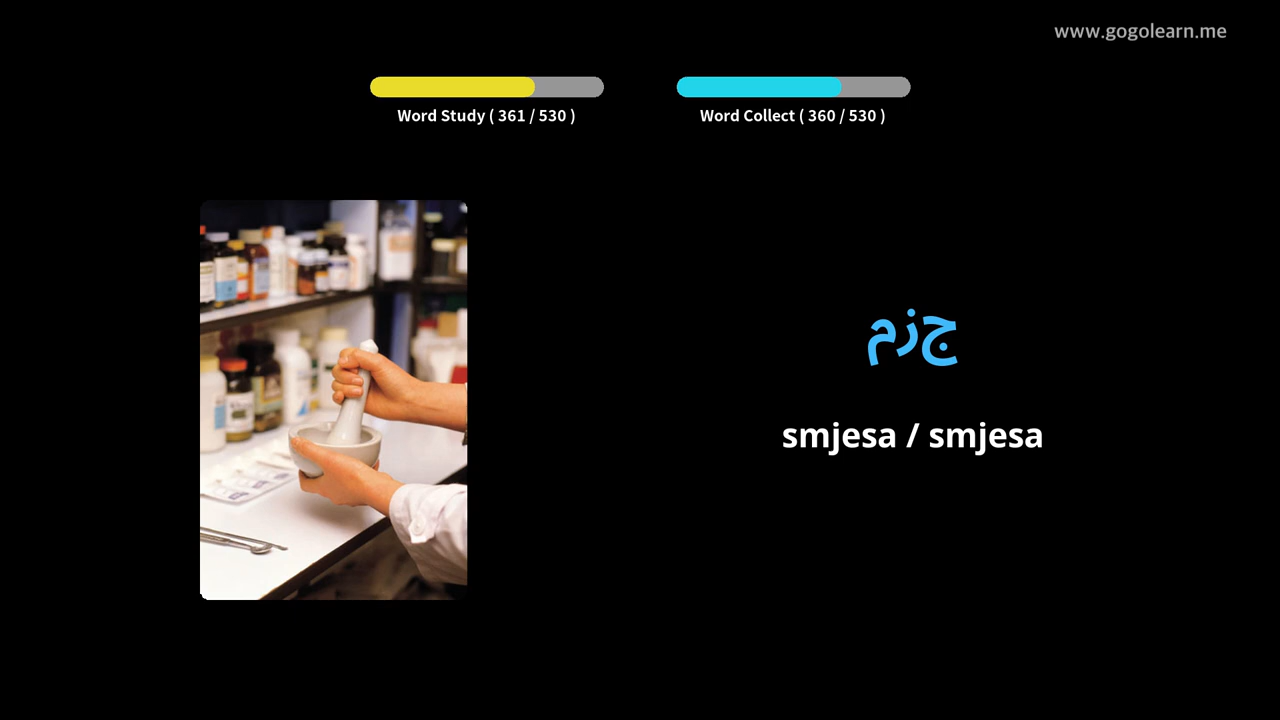 www.gogolearn.me
Word Study ( 361 / 530 )
Word Collect ( 360 / 530 )
جزم
smjesa / smjesa